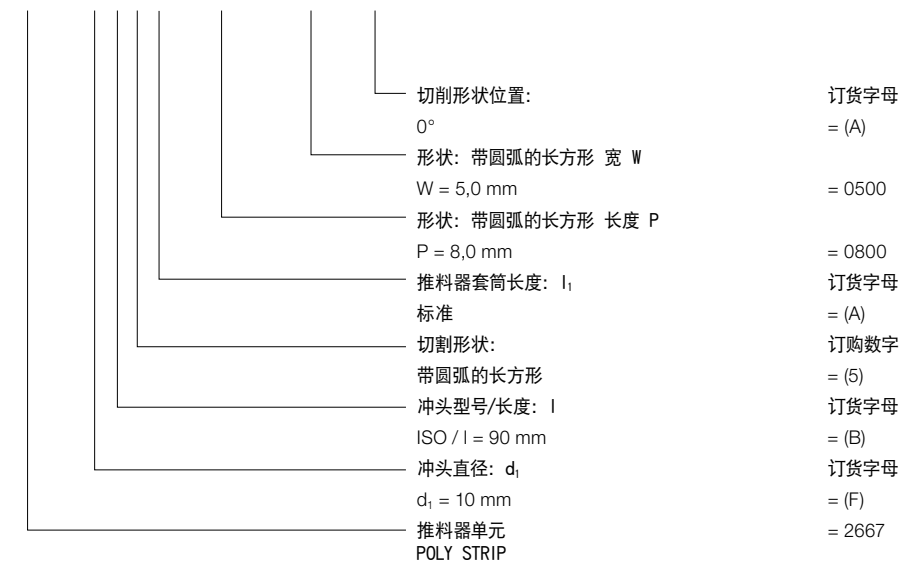 切削形状位置: 订货字母
0° = (A)
形状: 带圆弧的长方形 宽 W
W = 5,0 mm = 0500
形状: 带圆弧的长方形 长度 P
P = 8,0 mm = 0800
推料器套筒长度: l₁ 订货字母
标准 = (A)
切割形状: 订购数字
带圆弧的长方形 = (5)
冲头型号/长度: l 订货字母
ISO / l = 90 mm = (B)
冲头直径: d₁ 订货字母
d₁ = 10 mm = (F)
推料器单元 = 2667
POLY STRIP